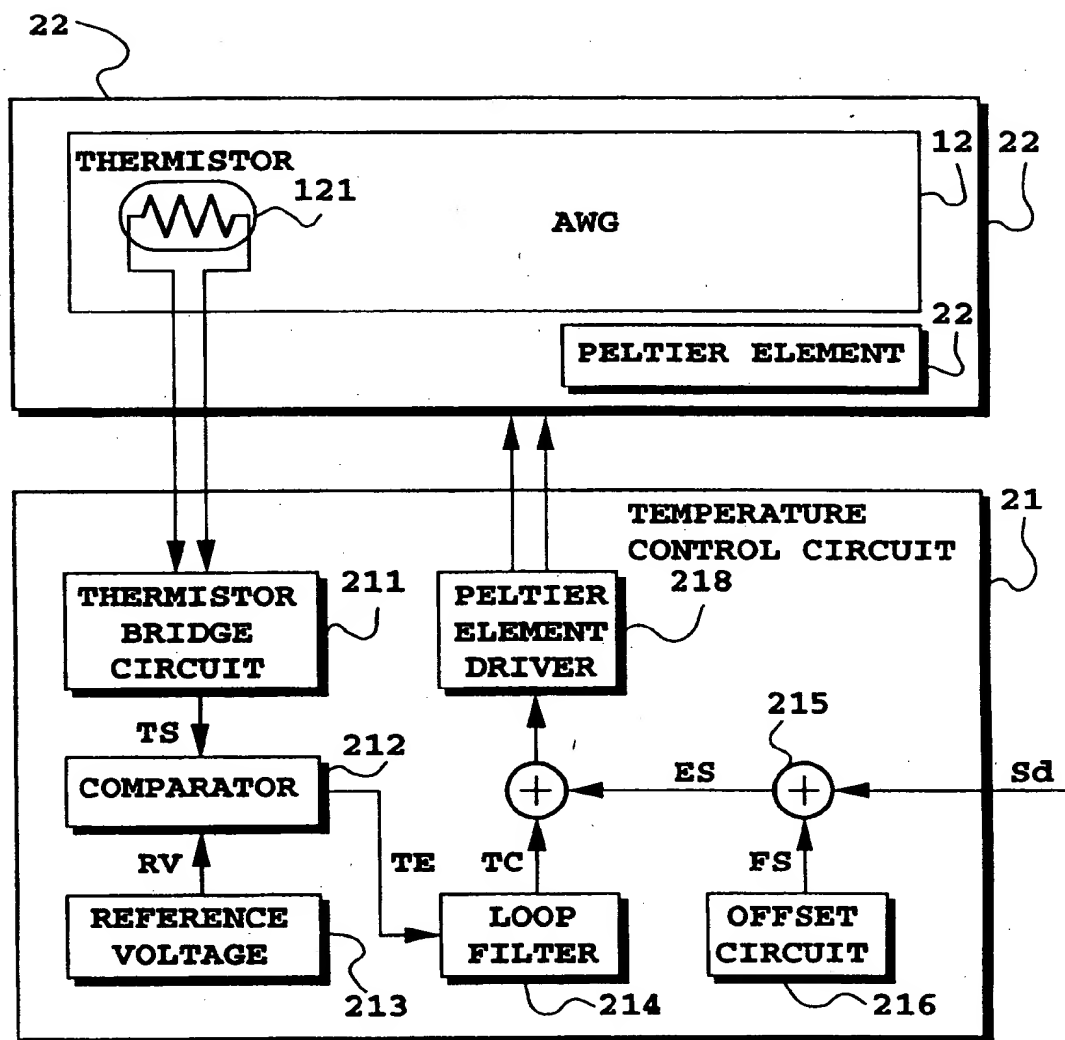 22
THERMISTOR
121
AWG
12
22
22
PELTIER ELEMENT
TEMPERATURE
CONTROL CIRCUIT
21
THERMISTOR
BRIDGE
CIRCUIT
211
PELTIER
ELEMENT
DRIVER
218
TS
COMPARATOR
212
ES
215
Sd
RV
TE
TC
FS
REFERENCE
VOLTAGE
213
LOOP
FILTER
214
OFFSET
CIRCUIT
216